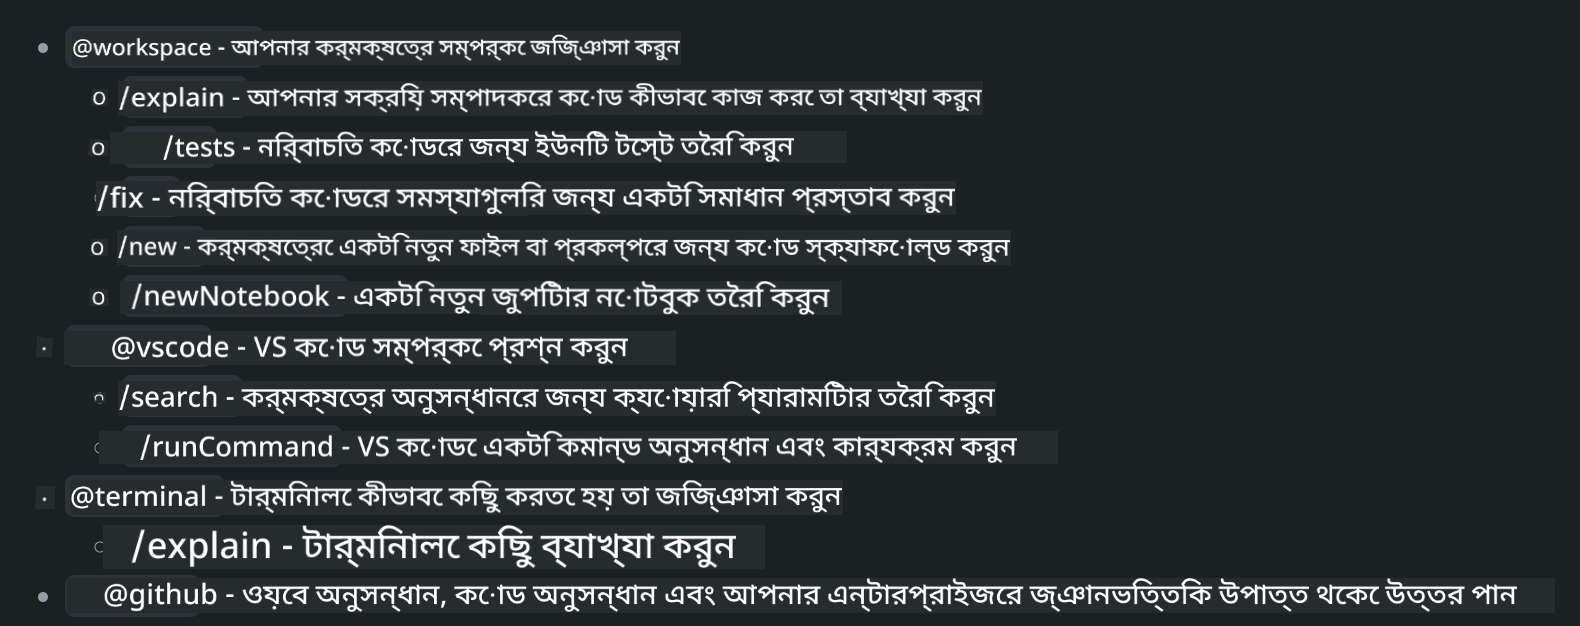 @workspace - আপনার কর্মক্ষেত্র সম্পর্কে জিজ্ঞাসা করুন
o /explain - আপনার সক্রিয় সম্পাদকের কোড কীভাবে কাজ করে তা ব্যাখ্যা করুন
o /tests - নির্বাচিত কোডের জন্য ইউনিট টেস্ট তৈরি করুন
/fix - নির্বাচিত কোডের সমস্যাগুলির জন্য একটি সমাধান প্রস্তাব করুন
o /new - কর্মক্ষেত্রে একটি নতুন ফাইল বা প্রকল্পের জন্য কোড স্ক্যাফোল্ড করুন
o /newNotebook - একটি নতুন জুপিটার নোটবুক তৈরি করুন
· @vscode - VS কোড সম্পর্কে প্রশ্ন করুন
/search - কর্মক্ষেত্র অনুসন্ধানের জন্য ক্যোয়ারি প্যারামিটার তৈরি করুন
/runCommand - VS কোডে একটি কমান্ড অনুসন্ধান এবং কার্যক্রম করুন
· @terminal - টার্মিনালে কীভাবে কিছু করতে হয় তা জিজ্ঞাসা করুন
/explain - টার্মিনালে কিছু ব্যাখ্যা করুন
@github - ওয়েব অনুসন্ধান, কোড অনুসন্ধান এবং আপনার এন্টারপ্রাইজের জ্ঞানভিত্তিক উপাত্ত থেকে উত্তর পান